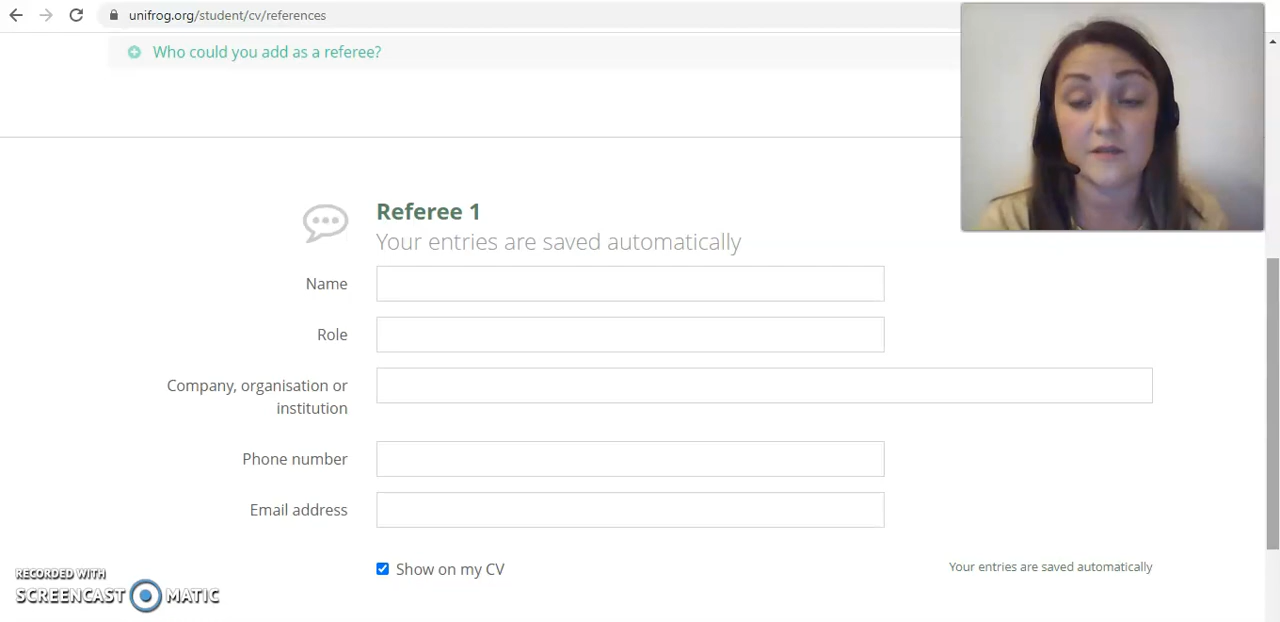 unifrog.org/student/cv/references
Who could you add as a referee?
Referee 1
Your entries are saved automatically
Name
Role
Company, organisation or
institution
Phone number
Email address
Show on my CV
Your entries are saved automatically
RECORDED WITH
SCREENCAST MATIC